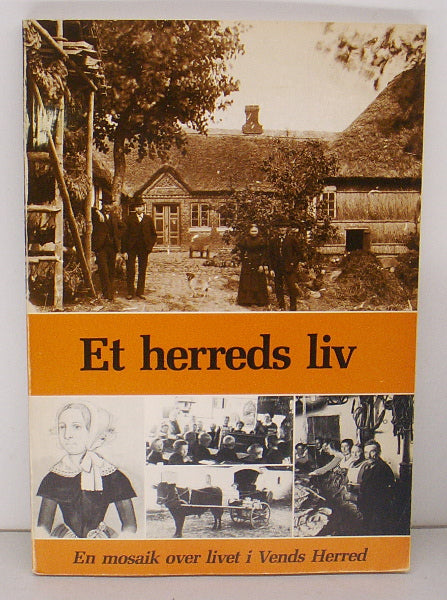 Et herreds liv
En mosaik over livet i Vends Herred